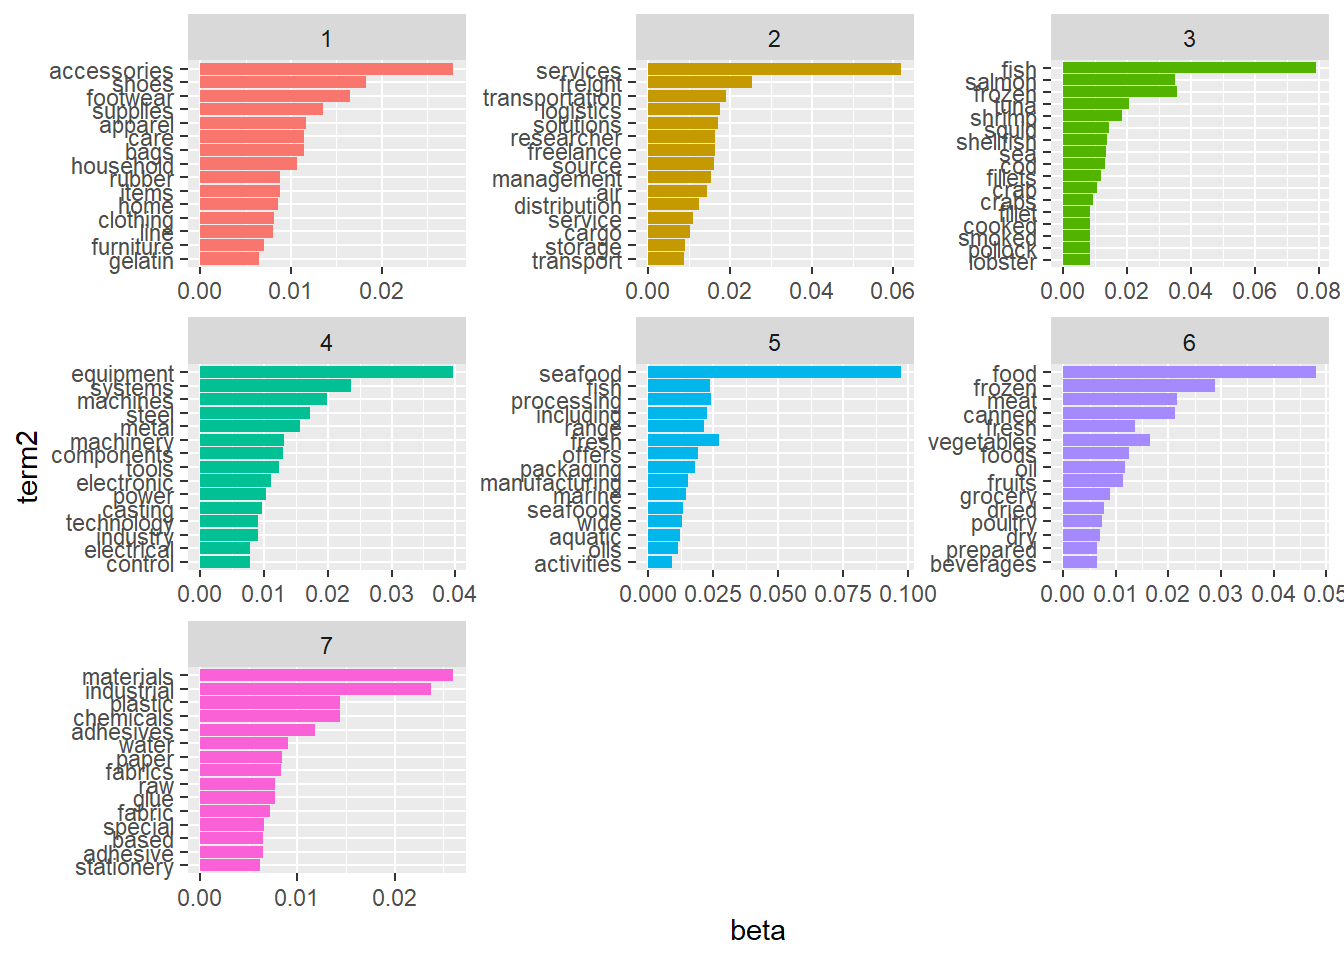 1
accessories
shoes
footwear
supplies
apparel
care
bags
household
rubber
items
home
clothing
line
furniture
gelatin
0.00 0.01 0.02
2
services
freight
transportation
logistics
solutions
researcher
freelance
source
management
air
distribution
service
cargo
storage
transport
0.00 0.02 0.04 0.06
3
fish
salmon
frozen
tuna
shrimp
squid
shellfish
sea
cod
fillets
crab
crabs
fillet
cooked
smoked
pollock
lobster
0.00 0.02 0.04 0.06 0.08
4
equipment
systems
machines
steel
metal
machinery
components
tools
electronic
power
casting
technology
industry
electrical
control
0.00 0.01 0.02 0.03 0.04
5
seafood
fish
processing
including
range
fresh
offers
packaging
manufacturing
marine
seafoods
wide
aquatic
oils
activities
0.000 0.025 0.050 0.075 0.100
6
food
frozen
meat
canned
fresh
vegetables
foods
oil
fruits
grocery
dried
poultry
dry
prepared
beverages
0.00 0.01 0.02 0.03 0.04 0.05
7
materials
industrial
plastic
chemicals
adhesives
water
paper
fabrics
raw
glue
fabric
special
based
adhesive
stationery
0.00 0.01 0.02
term2
beta